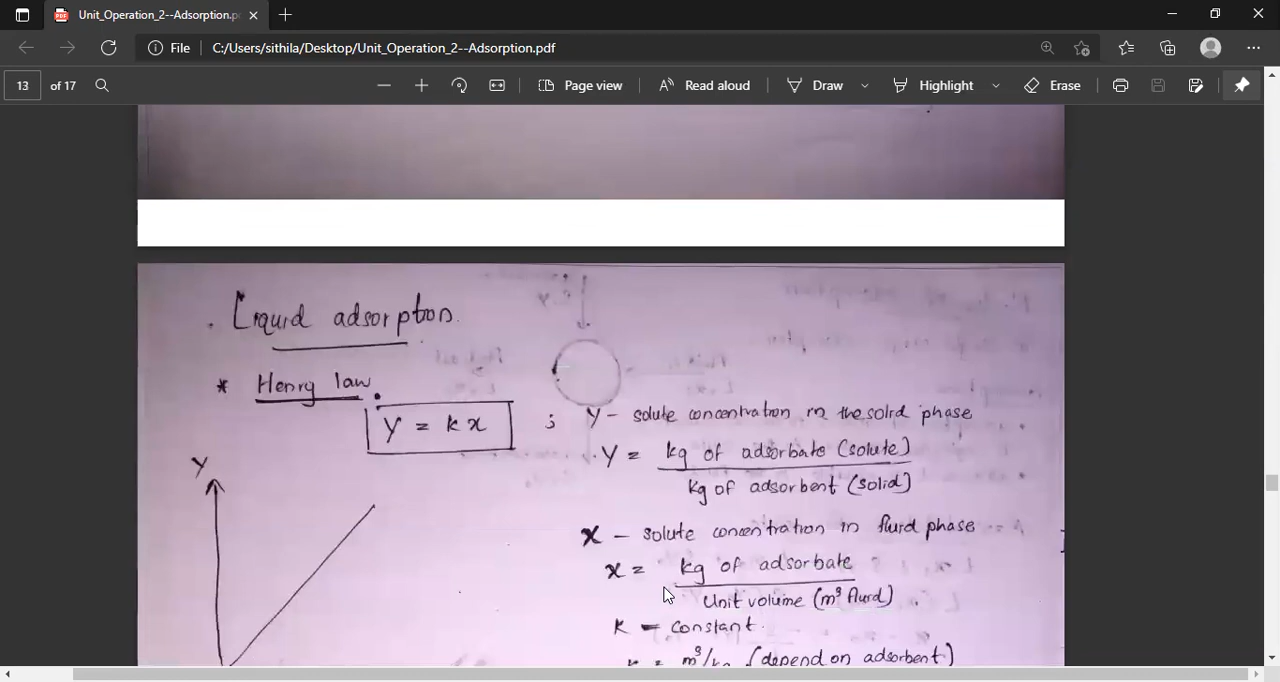 Unit_Operation_2--Adsorption.p
File C:/Users/sithila/Desktop/Unit_Operation_2--Adsorption.pdf
13 of 17 Page view Read aloud Draw Highlight Erase
Liquid adsorption.
* Henry law.
Y = kx ; Y - solute concentration in the solid phase
Y = kg of adsorbate (solute)
kg of adsorbent (solid)
Y
x - solute concentration in fluid phase
x = kg of adsorbate
Unit volume (m³ fluid)
K = constant.
m³/kg (depend on adsorbent)